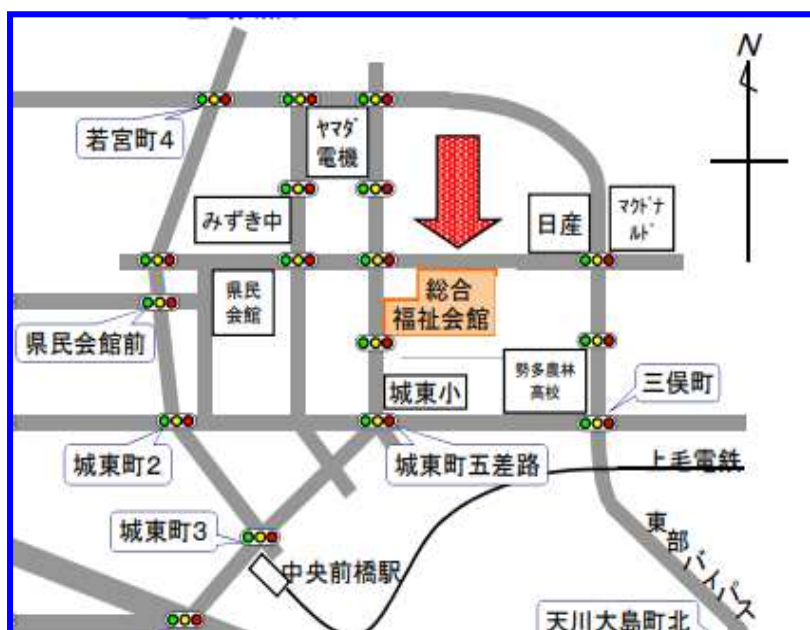 N
若宮町4
ﾔﾏﾀﾞ
電機
みずき中
日産
ﾏｸﾄﾞﾅ
ﾙﾄﾞ
県民
会館
総合
福祉会館
県民会館前
勢多農林
高校
城東小
三俣町
城東町2
城東町五差路
上毛電鉄
城東町3
中央前橋駅
東部バイパス
天川大島町北